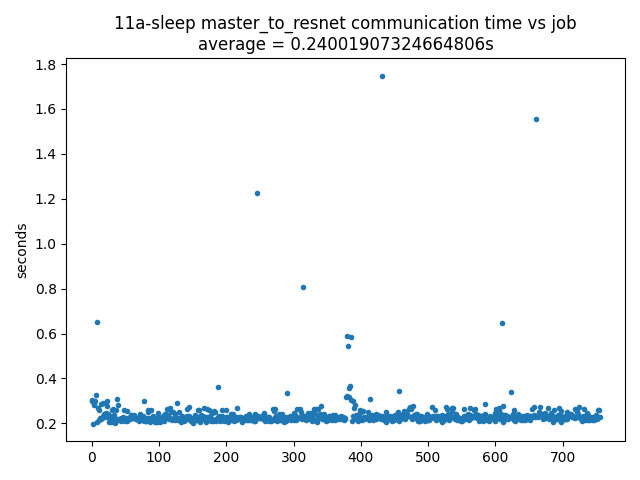 11a-sleep master_to_resnet communication time vs job
average = 0.24001907324664806s
1.8
1.6
1.4
1.2
1.0
0.8
0.6
0.4
0.2
seconds
0 100 200 300 400 500 600 700